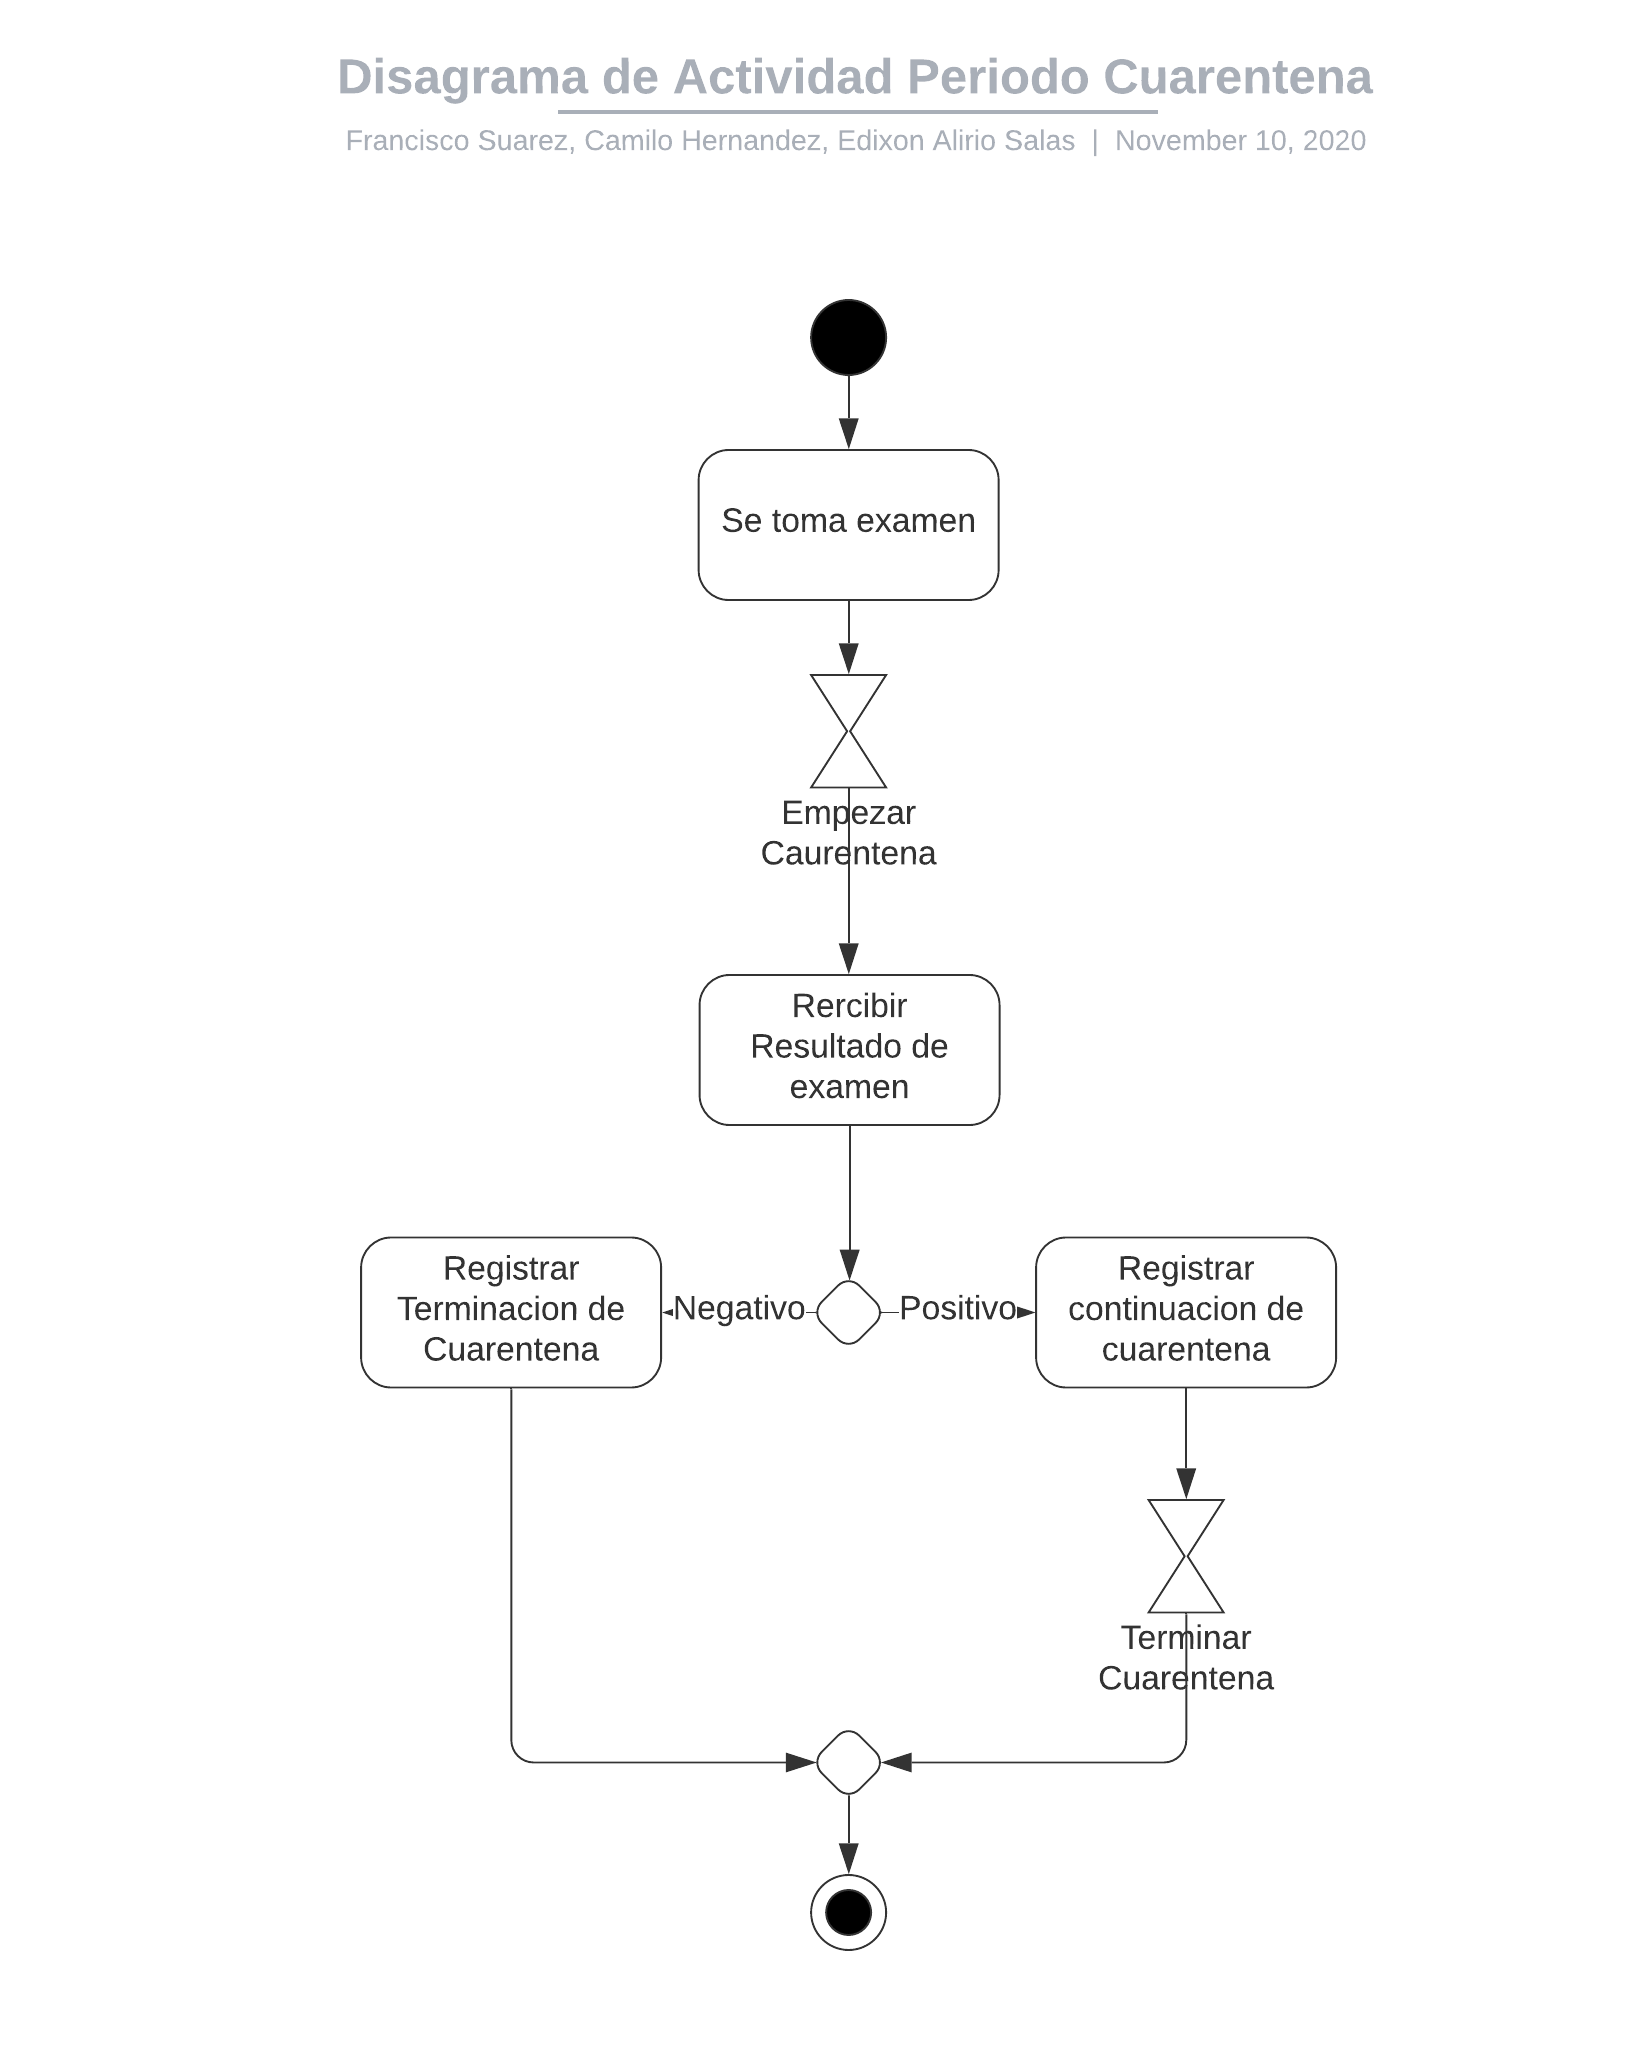 Disagrama de Actividad Periodo Cuarentena
Francisco Suarez, Camilo Hernandez, Edixon Alirio Salas | November 10, 2020
Se toma examen
Empezar
Caurentena
Rercibir
Resultado de
examen
Registrar
Terminacion de
Cuarentena
Negativo
Positivo
Registrar
continuacion de
cuarentena
Terminar
Cuarentena